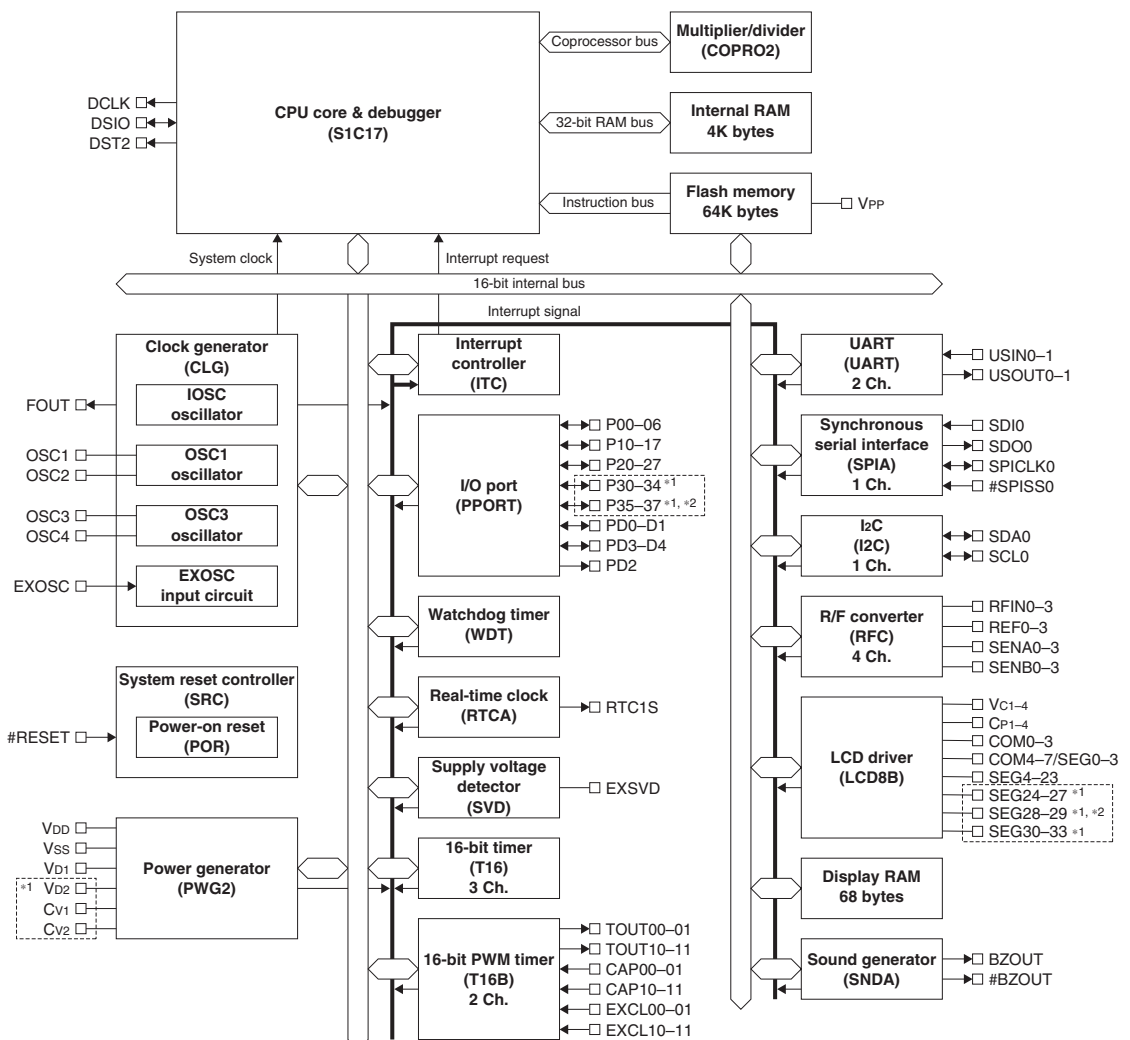 Coprocessor bus
Multiplier/divider
(COPRO2)
DCLK
DSIO
DST2
CPU core & debugger
(S1C17)
32-bit RAM bus
Internal RAM
4K bytes
Instruction bus
Flash memory
64K bytes
VPP
System clock
Interrupt request
16-bit internal bus
Interrupt signal
Clock generator
(CLG)
IOSC
oscillator
OSC1
oscillator
OSC3
oscillator
EXOSC
input circuit
FOUT
OSC1
OSC2
OSC3
OSC4
EXOSC
System reset controller
(SRC)
Power-on reset
(POR)
#RESET
Power generator
(PWG2)
VDD
VSS
VD1
*1 VD2
CV1
CV2
Interrupt
controller
(ITC)
I/O port
(PPORT)
P00–06
P10–17
P20–27
P30–34 *1
P35–37 *1, *2
PD0–D1
PD3–D4
PD2
Watchdog timer
(WDT)
Real-time clock
(RTCA)
RTC1S
Supply voltage
detector
(SVD)
EXSVD
16-bit timer
(T16)
3 Ch.
16-bit PWM timer
(T16B)
2 Ch.
TOUT00–01
TOUT10–11
CAP00–01
CAP10–11
EXCL00–01
EXCL10–11
UART
(UART)
2 Ch.
USIN0–1
USOUT0–1
Synchronous
serial interface
(SPIA)
1 Ch.
SDI0
SDO0
SPICLK0
#SPISS0
I2C
(I2C)
1 Ch.
SDA0
SCL0
R/F converter
(RFC)
4 Ch.
RFIN0–3
REF0–3
SENA0–3
SENB0–3
LCD driver
(LCD8B)
VC1–4
CP1–4
COM0–3
COM4–7/SEG0–3
SEG4–23
SEG24–27 *1
SEG28–29 *1, *2
SEG30–33 *1
Display RAM
68 bytes
Sound generator
(SNDA)
BZOUT
#BZOUT